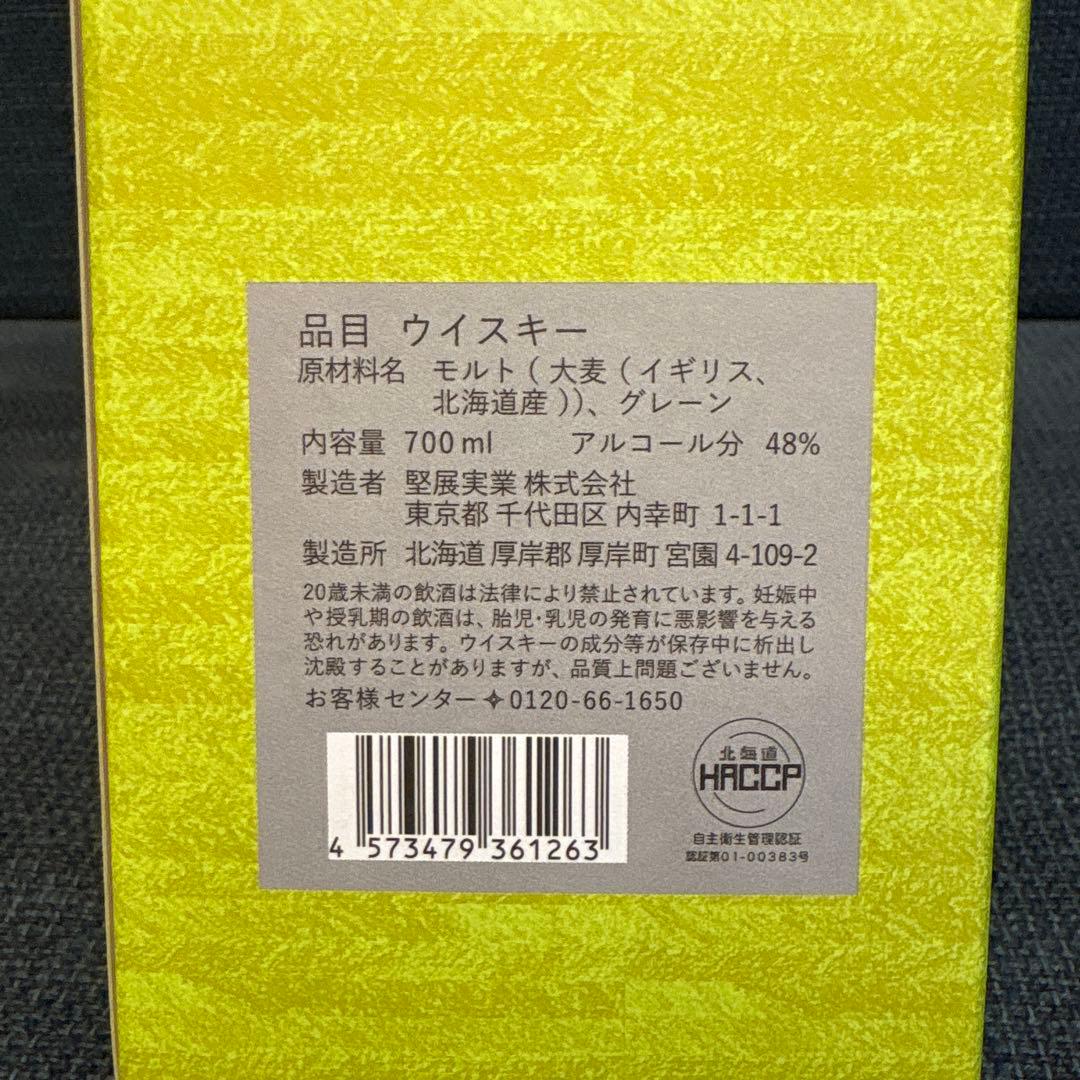 品目 ウイスキー
原材料名 モルト ( 大麦 ( イギリス、
北海道産 ))、グレーン
内容量 700ml アルコール分 48%
製造者 堅展実業 株式会社
東京都 千代田区 内幸町 1-1-1
製造所 北海道 厚岸郡 厚岸町 宮園 4-109-2
20歳未満の飲酒は法律により禁止されています。妊娠中
や授乳期の飲酒は、胎児・乳児の発育に悪影響を与える
恐れがあります。ウイスキーの成分等が保存中に析出し
沈殿することがありますが、品質上問題ございません。
お客様センター✧0120-66-1650
4 573479 361263
北海道
HACCP
自主衛生管理認証
認証第01-00383号